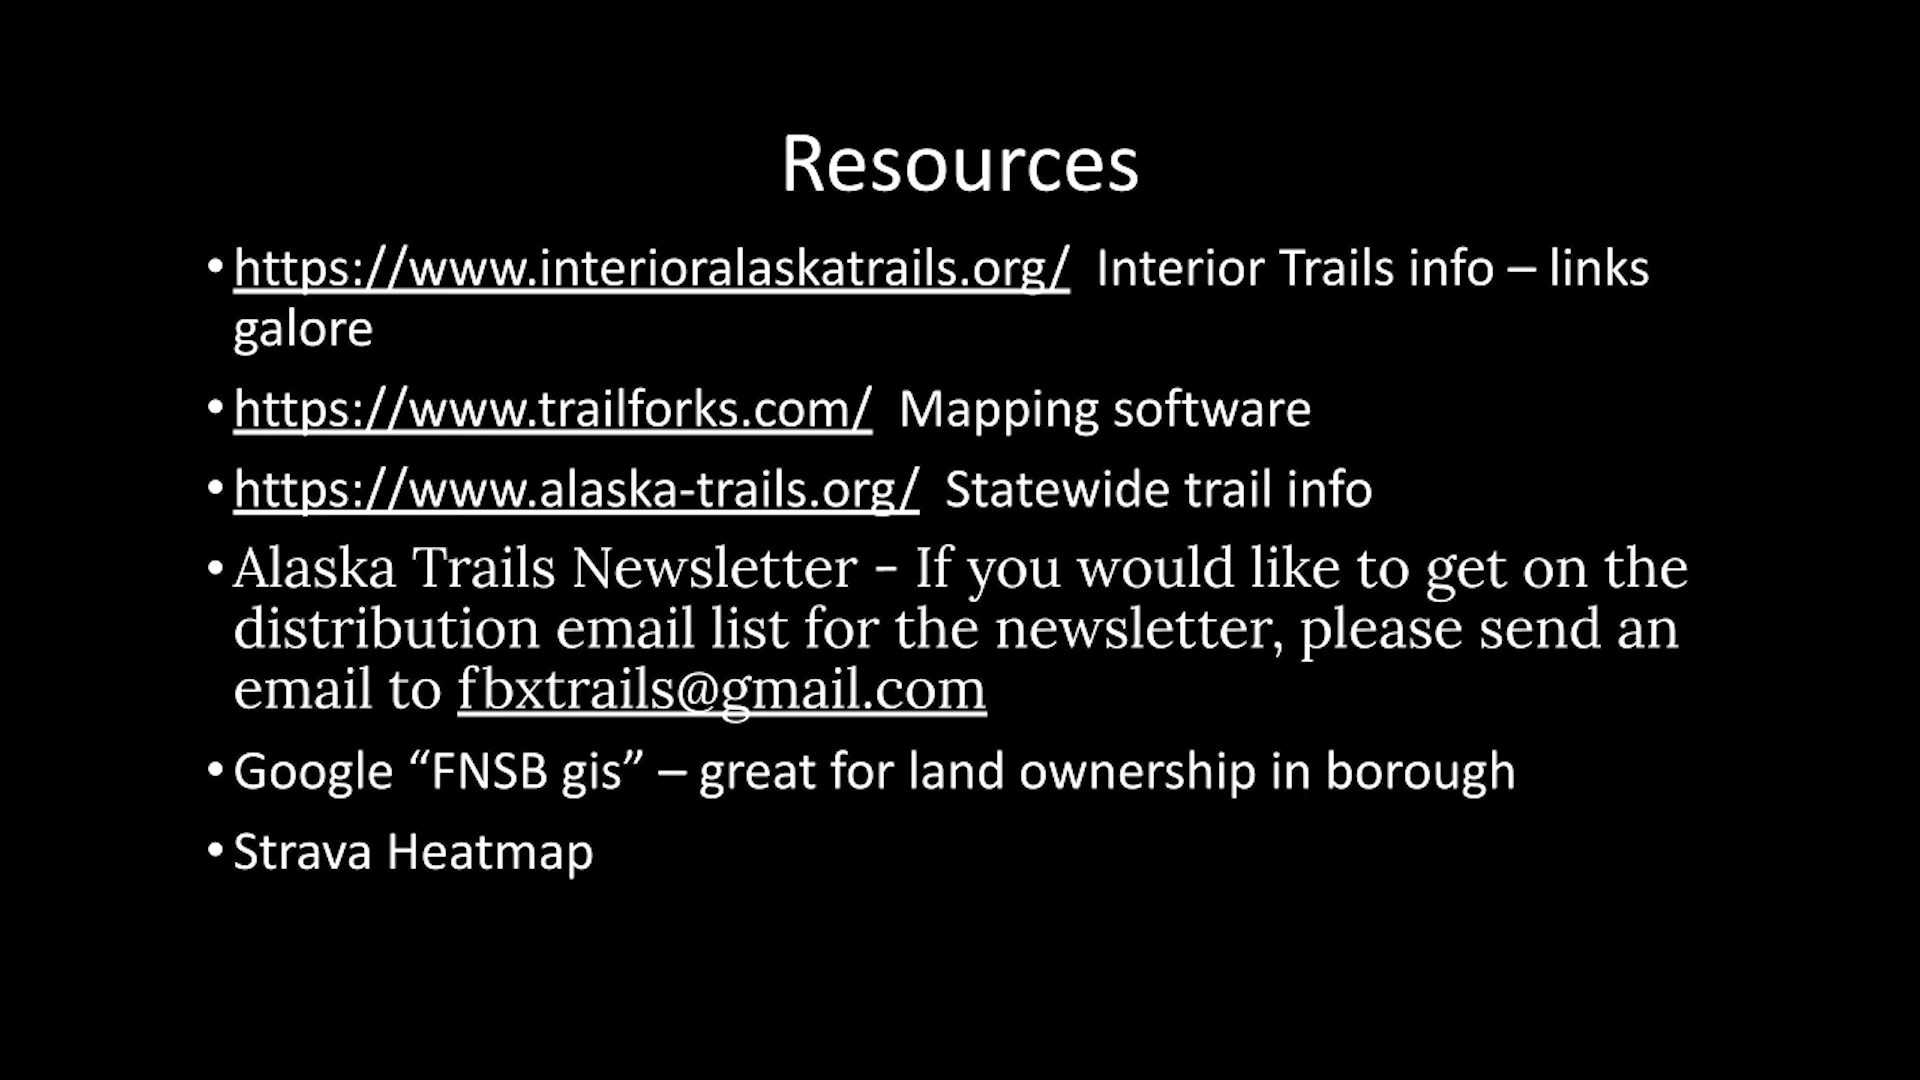 Resources
• https://www.interioralaskatrails.org/ Interior Trails info – links
galore
• https://www.trailforks.com/ Mapping software
• https://www.alaska-trails.org/ Statewide trail info
• Alaska Trails Newsletter - If you would like to get on the
distribution email list for the newsletter, please send an
email to fbxtrails@gmail.com
• Google “FNSB gis” – great for land ownership in borough
• Strava Heatmap